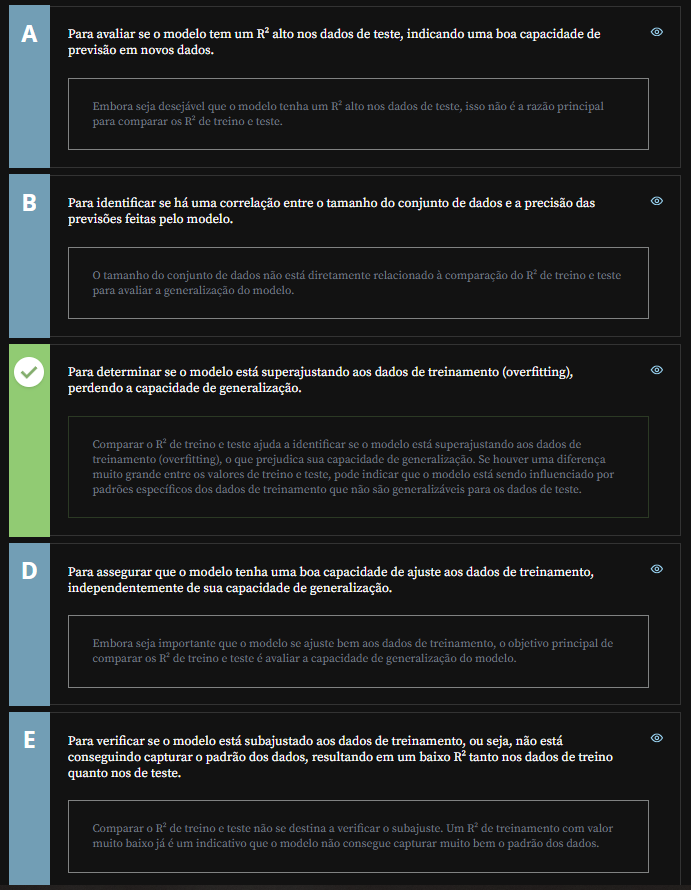 A
Para avaliar se o modelo tem um R² alto nos dados de teste, indicando uma boa capacidade de
previsão em novos dados.
Embora seja desejável que o modelo tenha um R² alto nos dados de teste, isso não é a razão principal
para comparar os R² de treino e teste.
B
Para identificar se há uma correlação entre o tamanho do conjunto de dados e a precisão das
previsões feitas pelo modelo.
O tamanho do conjunto de dados não está diretamente relacionado à comparação do R² de treino e teste
para avaliar a generalização do modelo.
Para determinar se o modelo está superajustando aos dados de treinamento (overfitting),
perdendo a capacidade de generalização.
Comparar o R² de treino e teste ajuda a identificar se o modelo está superajustando aos dados de
treinamento (overfitting), o que prejudica sua capacidade de generalização. Se houver uma diferença
muito grande entre os valores de treino e teste, pode indicar que o modelo está sendo influenciado por
padrões específicos dos dados de treinamento que não são generalizáveis para os dados de teste.
D
Para assegurar que o modelo tenha uma boa capacidade de ajuste aos dados de treinamento,
independentemente de sua capacidade de generalização.
Embora seja importante que o modelo se ajuste bem aos dados de treinamento, o objetivo principal de
comparar os R² de treino e teste é avaliar a capacidade de generalização do modelo.
E
Para verificar se o modelo está subajustado aos dados de treinamento, ou seja, não está
conseguindo capturar o padrão dos dados, resultando em um baixo R² tanto nos dados de treino
quanto nos de teste.
Comparar o R² de treino e teste não se destina a verificar o subajuste. Um R² de treinamento com valor
muito baixo já é um indicativo que o modelo não consegue capturar muito bem o padrão dos dados.